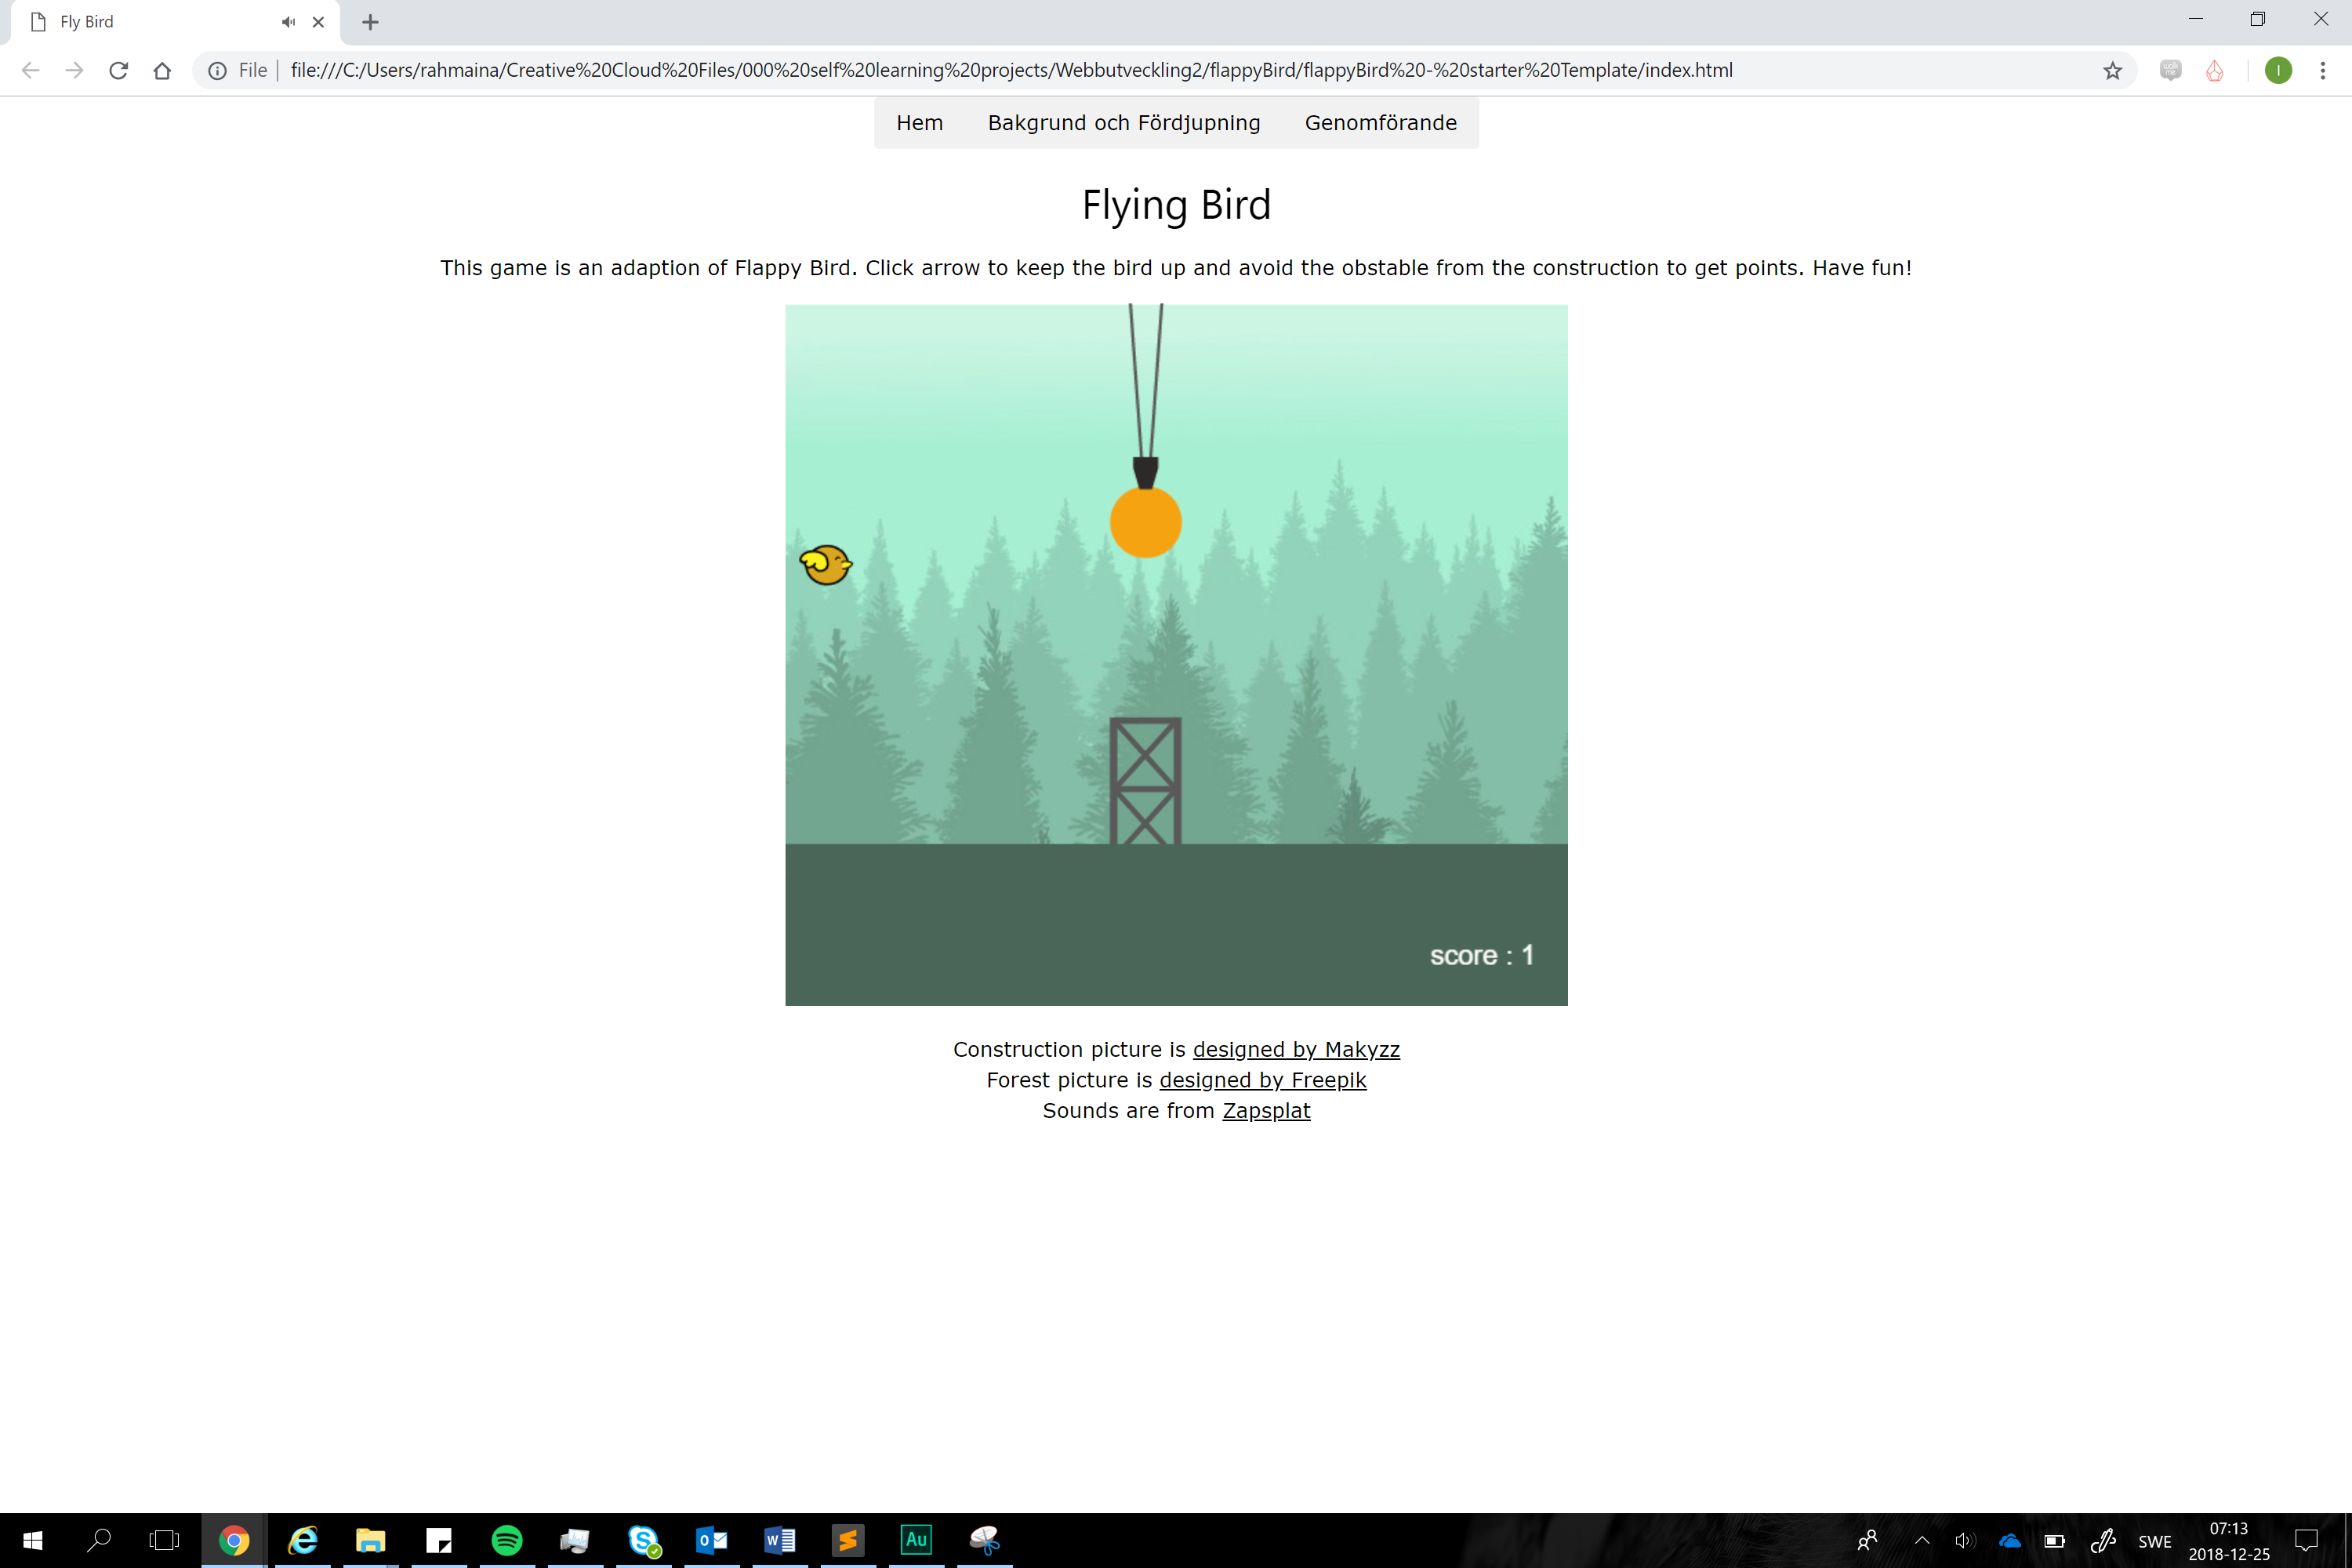 Fly Bird
File
file:///C:/Users/rahmaina/Creative%20Cloud%20Files/000%20self%20learning%20projects/Webbutveckling2/flappyBird/flappyBird%20-%20starter%20Template/index.html
I
Hem Bakgrund och Fördjupning Genomförande
Flying Bird
This game is an adaption of Flappy Bird. Click arrow to keep the bird up and avoid the obstable from the construction to get points. Have fun!
score : 1
Construction picture is designed by Makyzz
Forest picture is designed by Freepik
Sounds are from Zapsplat
Au
SWE
07:13
2018-12-25